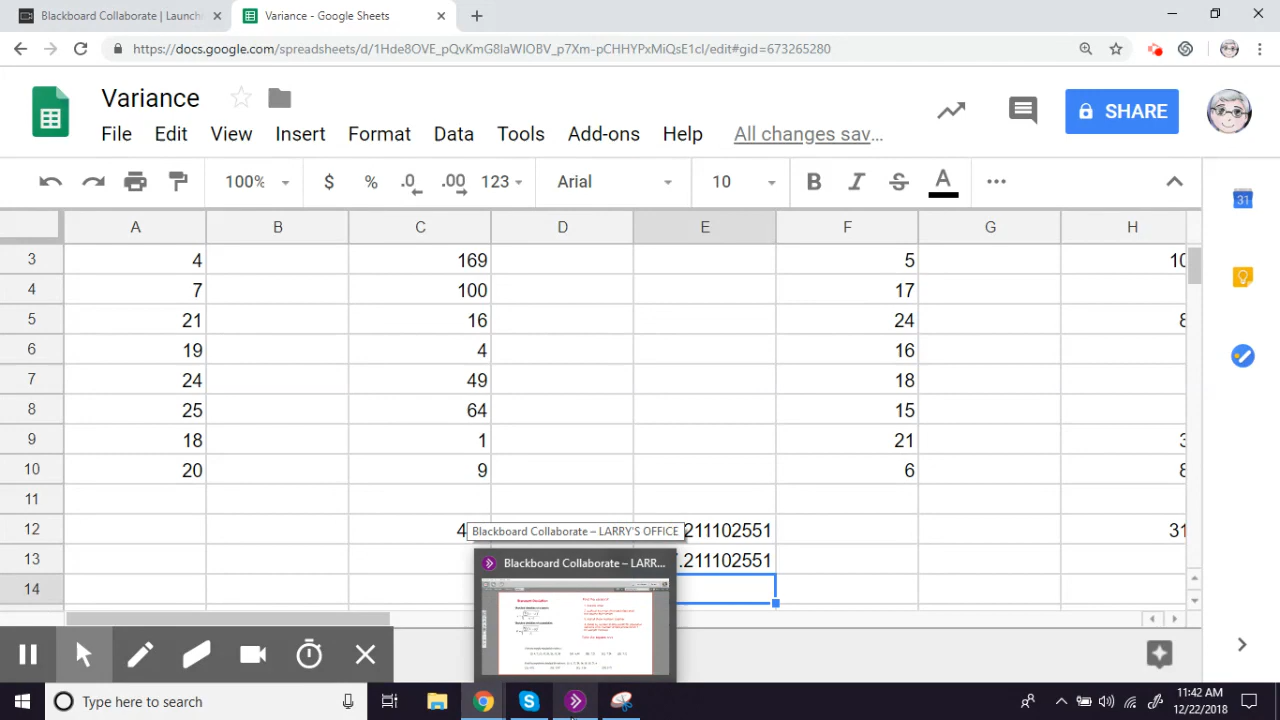 Blackboard Collaborate | Launch
Variance - Google Sheets
https://docs.google.com/spreadsheets/d/1Hde8OVE_pQvKmG8laWIOBV_p7Xm-pCHHYPxMiQsE1cI/edit#gid=673265280
Variance
File Edit View Insert Format Data Tools Add-ons Help All changes sav...
SHARE
100% $ % .0 .00 123 Arial 10 B I S A
31
A B C D E F G H
3 4 169 5 10
4 7 100 17
5 21 16 24 8
6 19 4 16
7 24 49 18
8 25 64 15
9 18 1 21 3
10 20 9 6 8
11
12 4 .211102551 31
Blackboard Collaborate – LARRY'S OFFICE
13 .211102551
Blackboard Collaborate – LARR...
14
Type here to search
11:42 AM
12/22/2018